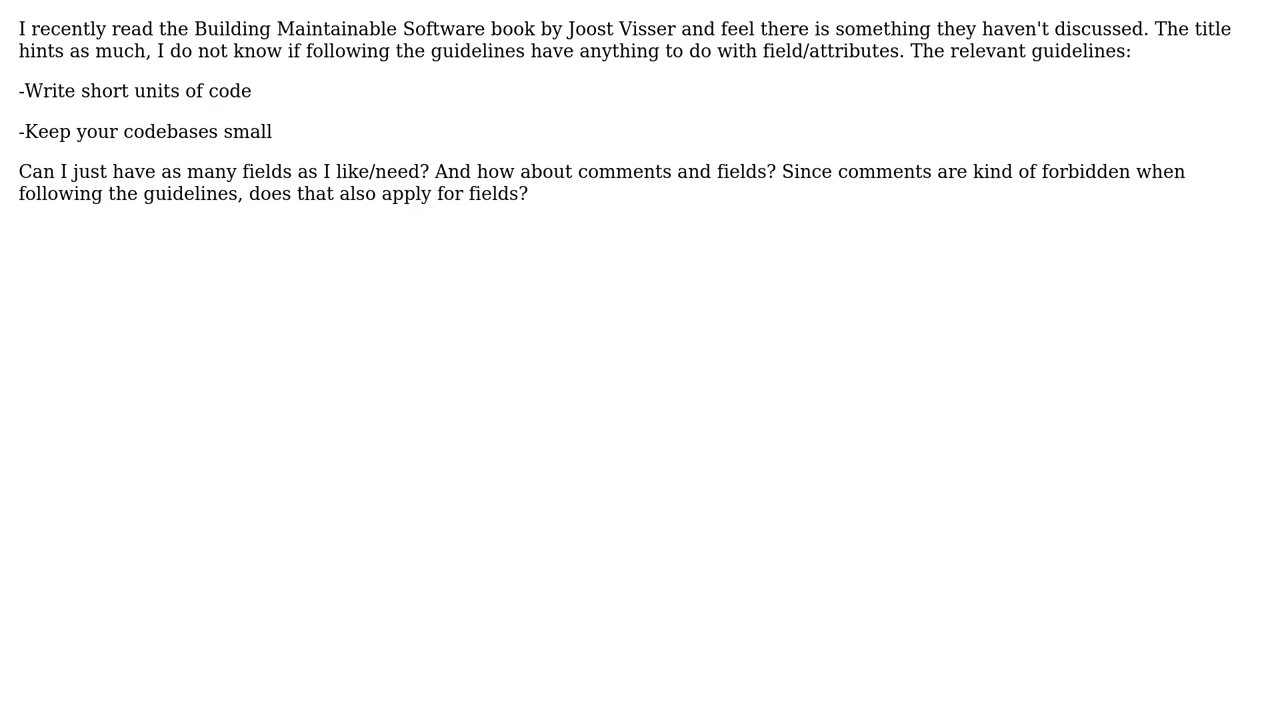 I recently read the Building Maintainable Software book by Joost Visser and feel there is something they haven't discussed. The title
hints as much, I do not know if following the guidelines have anything to do with field/attributes. The relevant guidelines:
-Write short units of code
-Keep your codebases small
Can I just have as many fields as I like/need? And how about comments and fields? Since comments are kind of forbidden when
following the guidelines, does that also apply for fields?